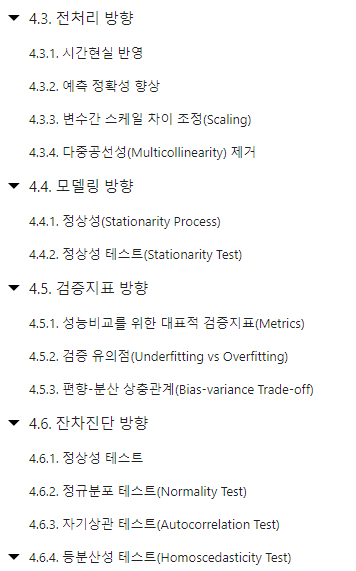 4.3. 전처리 방향
4.3.1. 시간현실 반영
4.3.2. 예측 정확성 향상
4.3.3. 변수간 스케일 차이 조정(Scaling)
4.3.4. 다중공선성(Multicollinearity) 제거
4.4. 모델링 방향
4.4.1. 정상성(Stationarity Process)
4.4.2. 정상성 테스트(Stationarity Test)
4.5. 검증지표 방향
4.5.1. 성능비교를 위한 대표적 검증지표(Metrics)
4.5.2. 검증 유의점(Underfitting vs Overfitting)
4.5.3. 편향-분산 상충관계(Bias-variance Trade-off)
4.6. 잔차진단 방향
4.6.1. 정상성 테스트
4.6.2. 정규분포 테스트(Normality Test)
4.6.3. 자기상관 테스트(Autocorrelation Test)
4.6.4. 등분산성 테스트(Homoscedasticity Test)